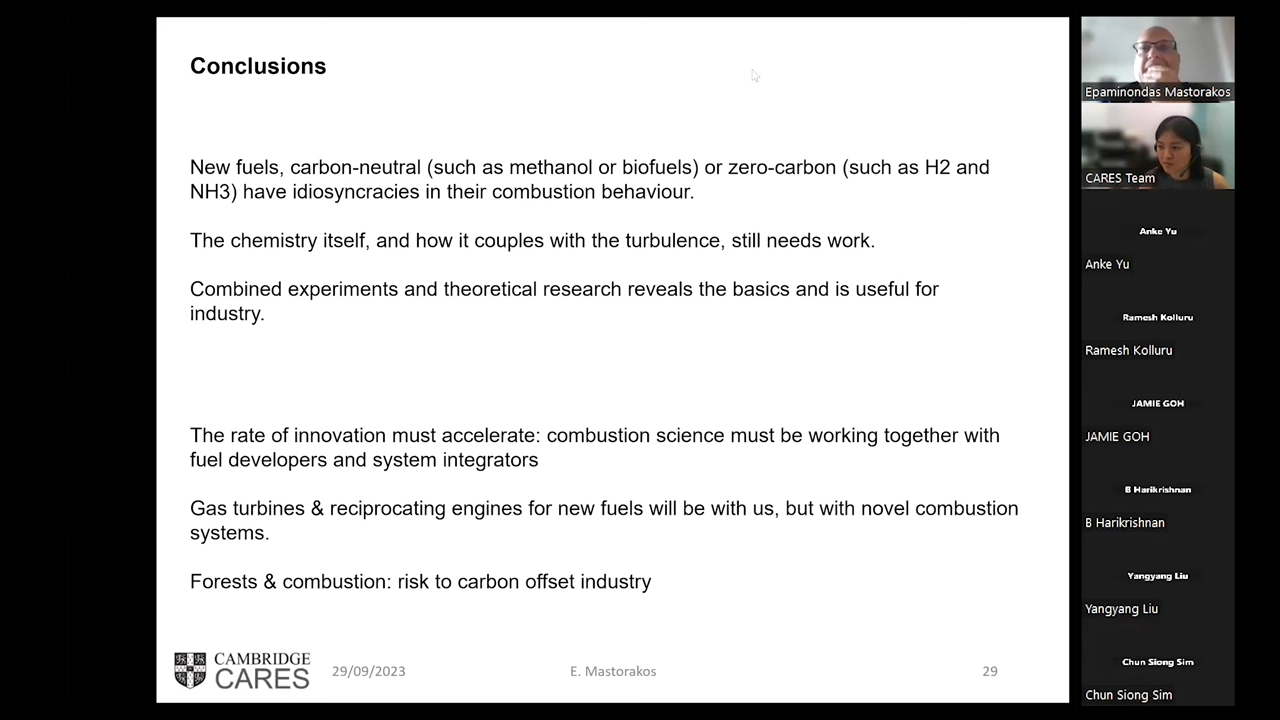 Conclusions
New fuels, carbon-neutral (such as methanol or biofuels) or zero-carbon (such as H2 and
NH3) have idiosyncracies in their combustion behaviour.
The chemistry itself, and how it couples with the turbulence, still needs work.
Combined experiments and theoretical research reveals the basics and is useful for
industry.
The rate of innovation must accelerate: combustion science must be working together with
fuel developers and system integrators
Gas turbines & reciprocating engines for new fuels will be with us, but with novel combustion
systems.
Forests & combustion: risk to carbon offset industry
CAMBRIDGE
CARES
29/09/2023
E. Mastorakos
29
Epaminondas Mastorakos
CARES Team
Anke Yu
Anke Yu
Ramesh Kolluru
Ramesh Kolluru
JAMIE GOH
JAMIE GOH
B Harikrishnan
B Harikrishnan
Yangyang Liu
Yangyang Liu
Chun Siong Sim
Chun Siong Sim